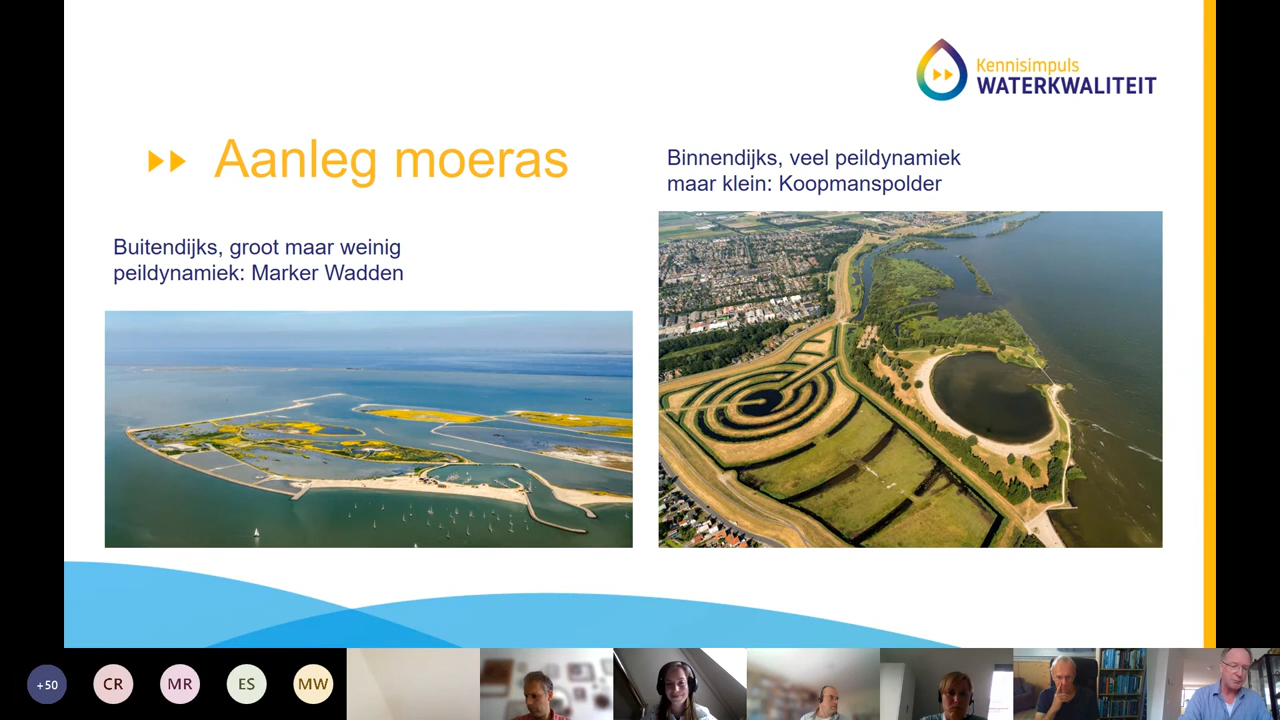 Kennisimpuls
WATERKWALITEIT
Aanleg moeras
Binnendijks, veel peildynamiek
maar klein: Koopmanspolder
Buitendijks, groot maar weinig
peildynamiek: Marker Wadden
+50
CR
MR
ES
MW